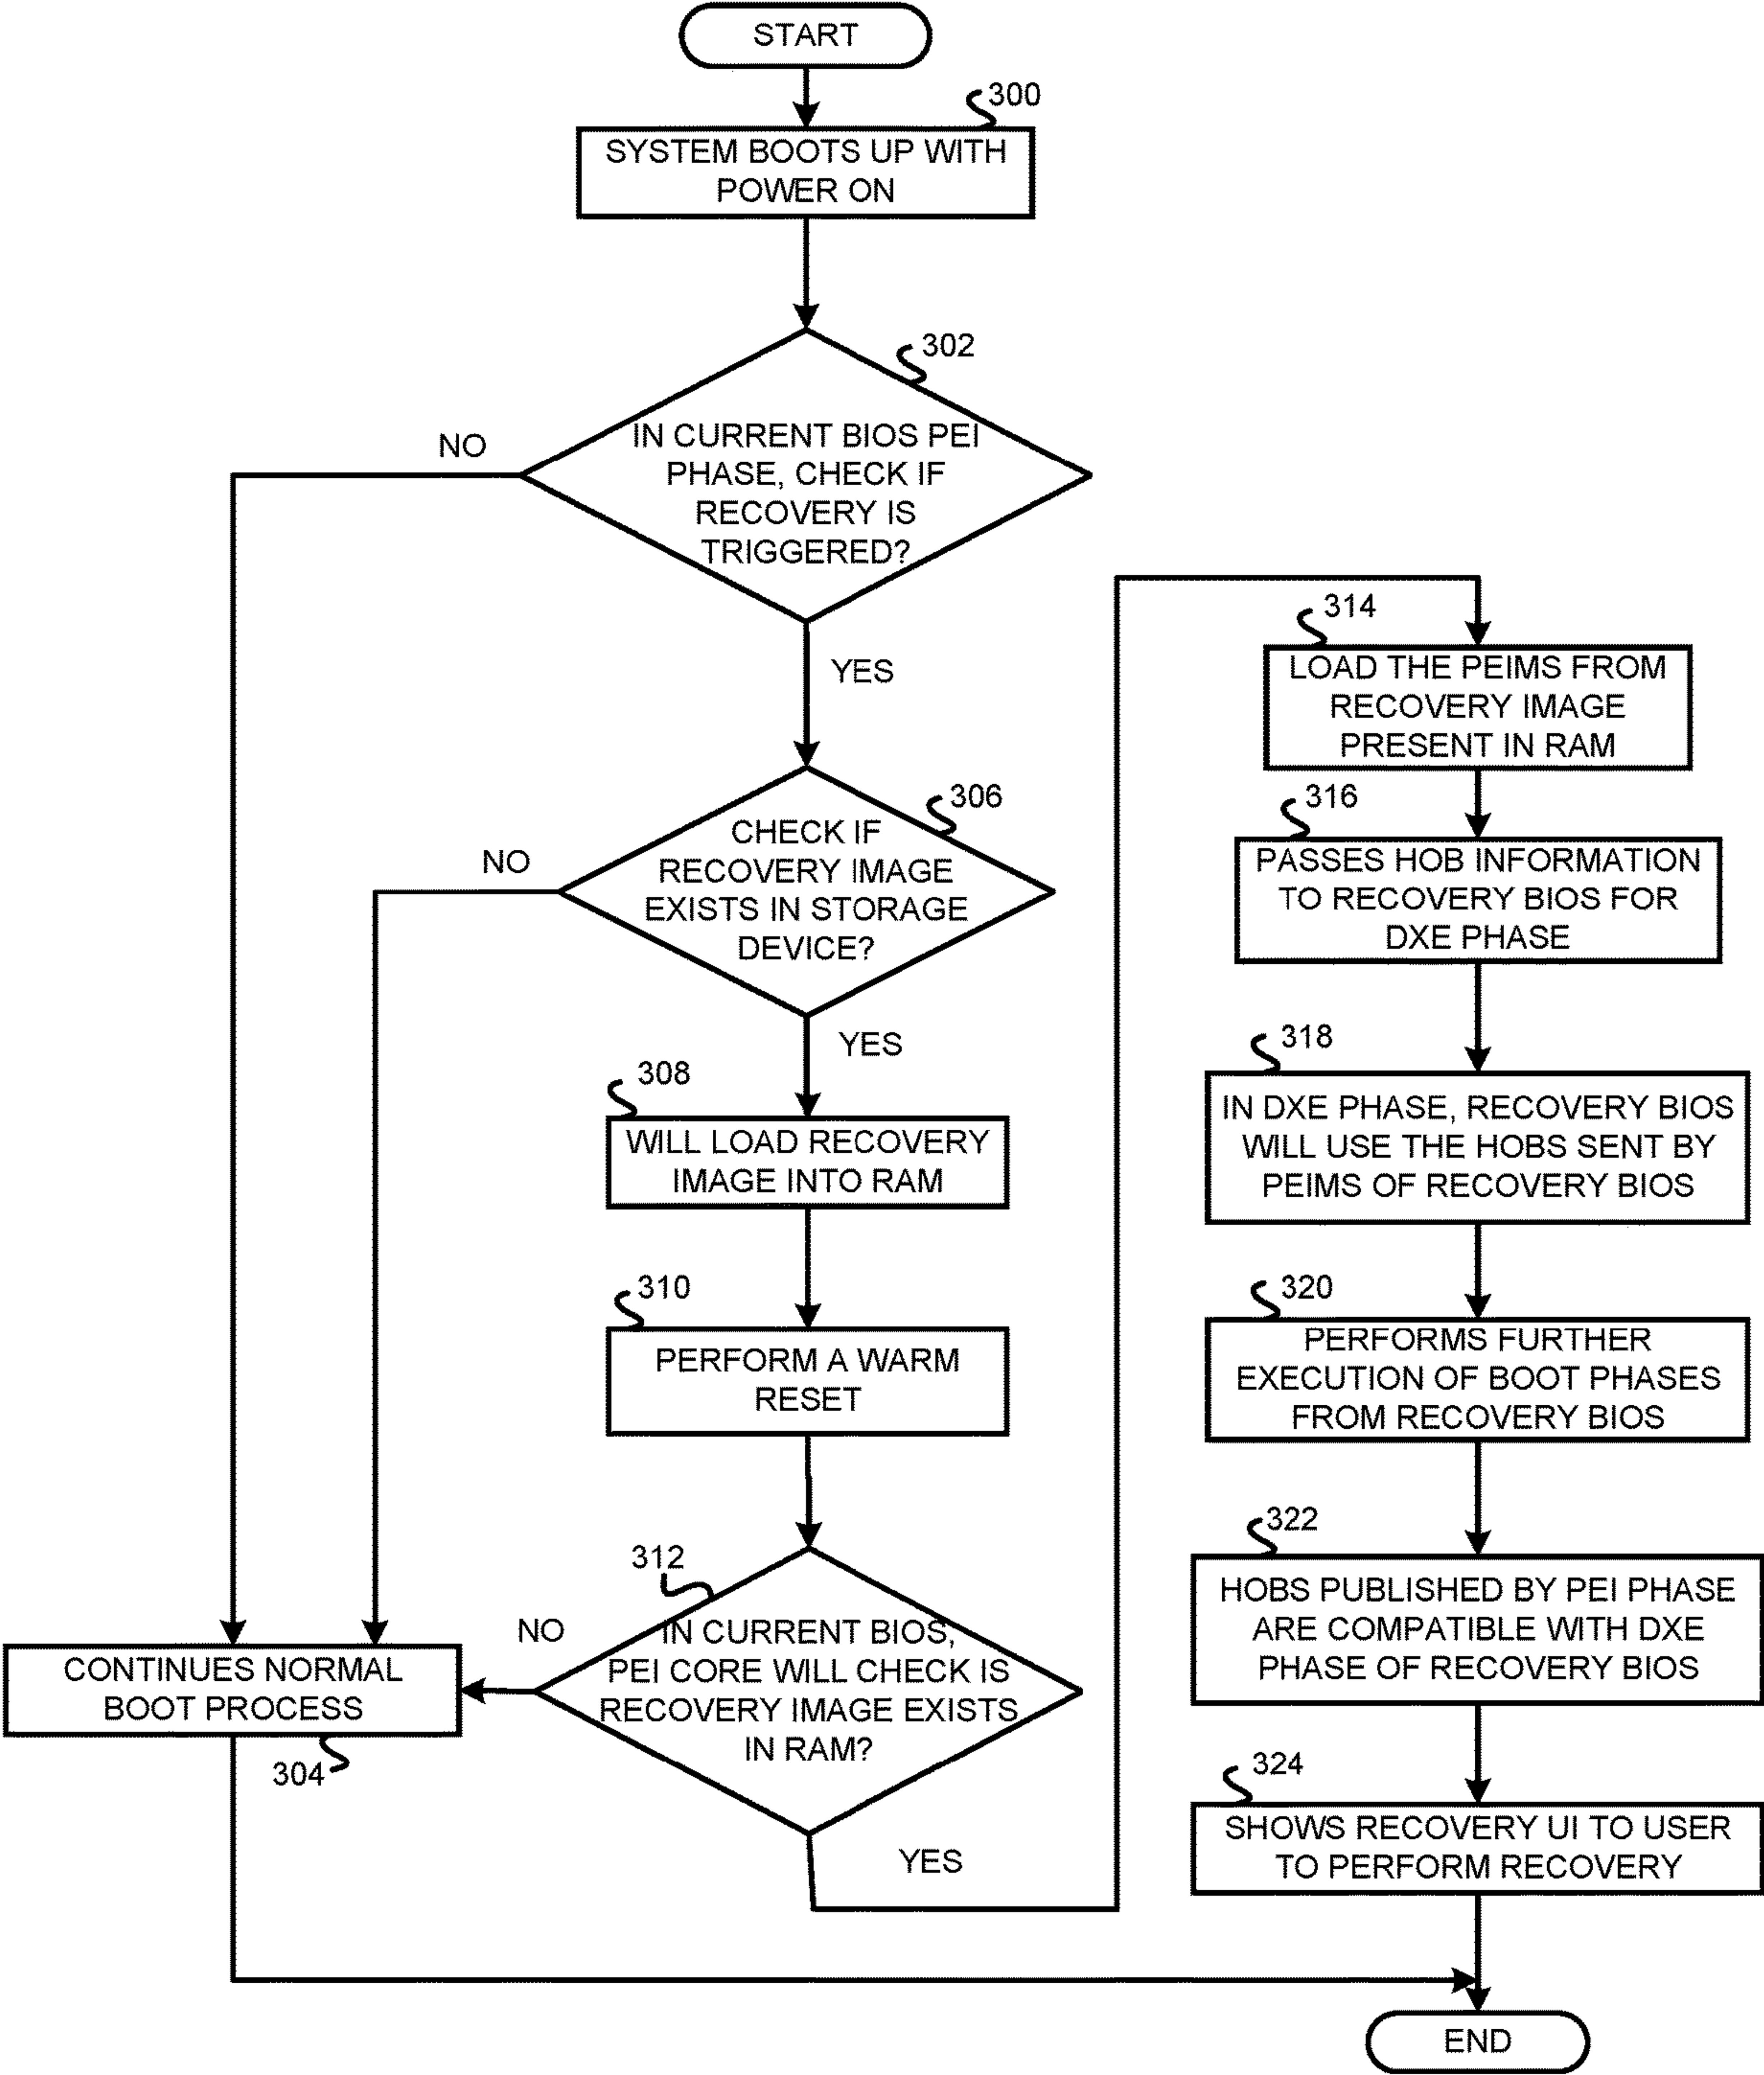 START
300
SYSTEM BOOTS UP WITH
POWER ON
302
IN CURRENT BIOS PEI
PHASE, CHECK IF
RECOVERY IS
TRIGGERED?
NO
YES
306
CHECK IF
RECOVERY IMAGE
EXISTS IN STORAGE
DEVICE?
NO
YES
308
WILL LOAD RECOVERY
IMAGE INTO RAM
310
PERFORM A WARM
RESET
312
IN CURRENT BIOS,
PEI CORE WILL CHECK IS
RECOVERY IMAGE EXISTS
IN RAM?
NO
YES
CONTINUES NORMAL
BOOT PROCESS
304
314
LOAD THE PEIMS FROM
RECOVERY IMAGE
PRESENT IN RAM
316
PASSES HOB INFORMATION
TO RECOVERY BIOS FOR
DXE PHASE
318
IN DXE PHASE, RECOVERY BIOS
WILL USE THE HOBS SENT BY
PEIMS OF RECOVERY BIOS
320
PERFORMS FURTHER
EXECUTION OF BOOT PHASES
FROM RECOVERY BIOS
322
HOBS PUBLISHED BY PEI PHASE
ARE COMPATIBLE WITH DXE
PHASE OF RECOVERY BIOS
324
SHOWS RECOVERY UI TO USER
TO PERFORM RECOVERY
END